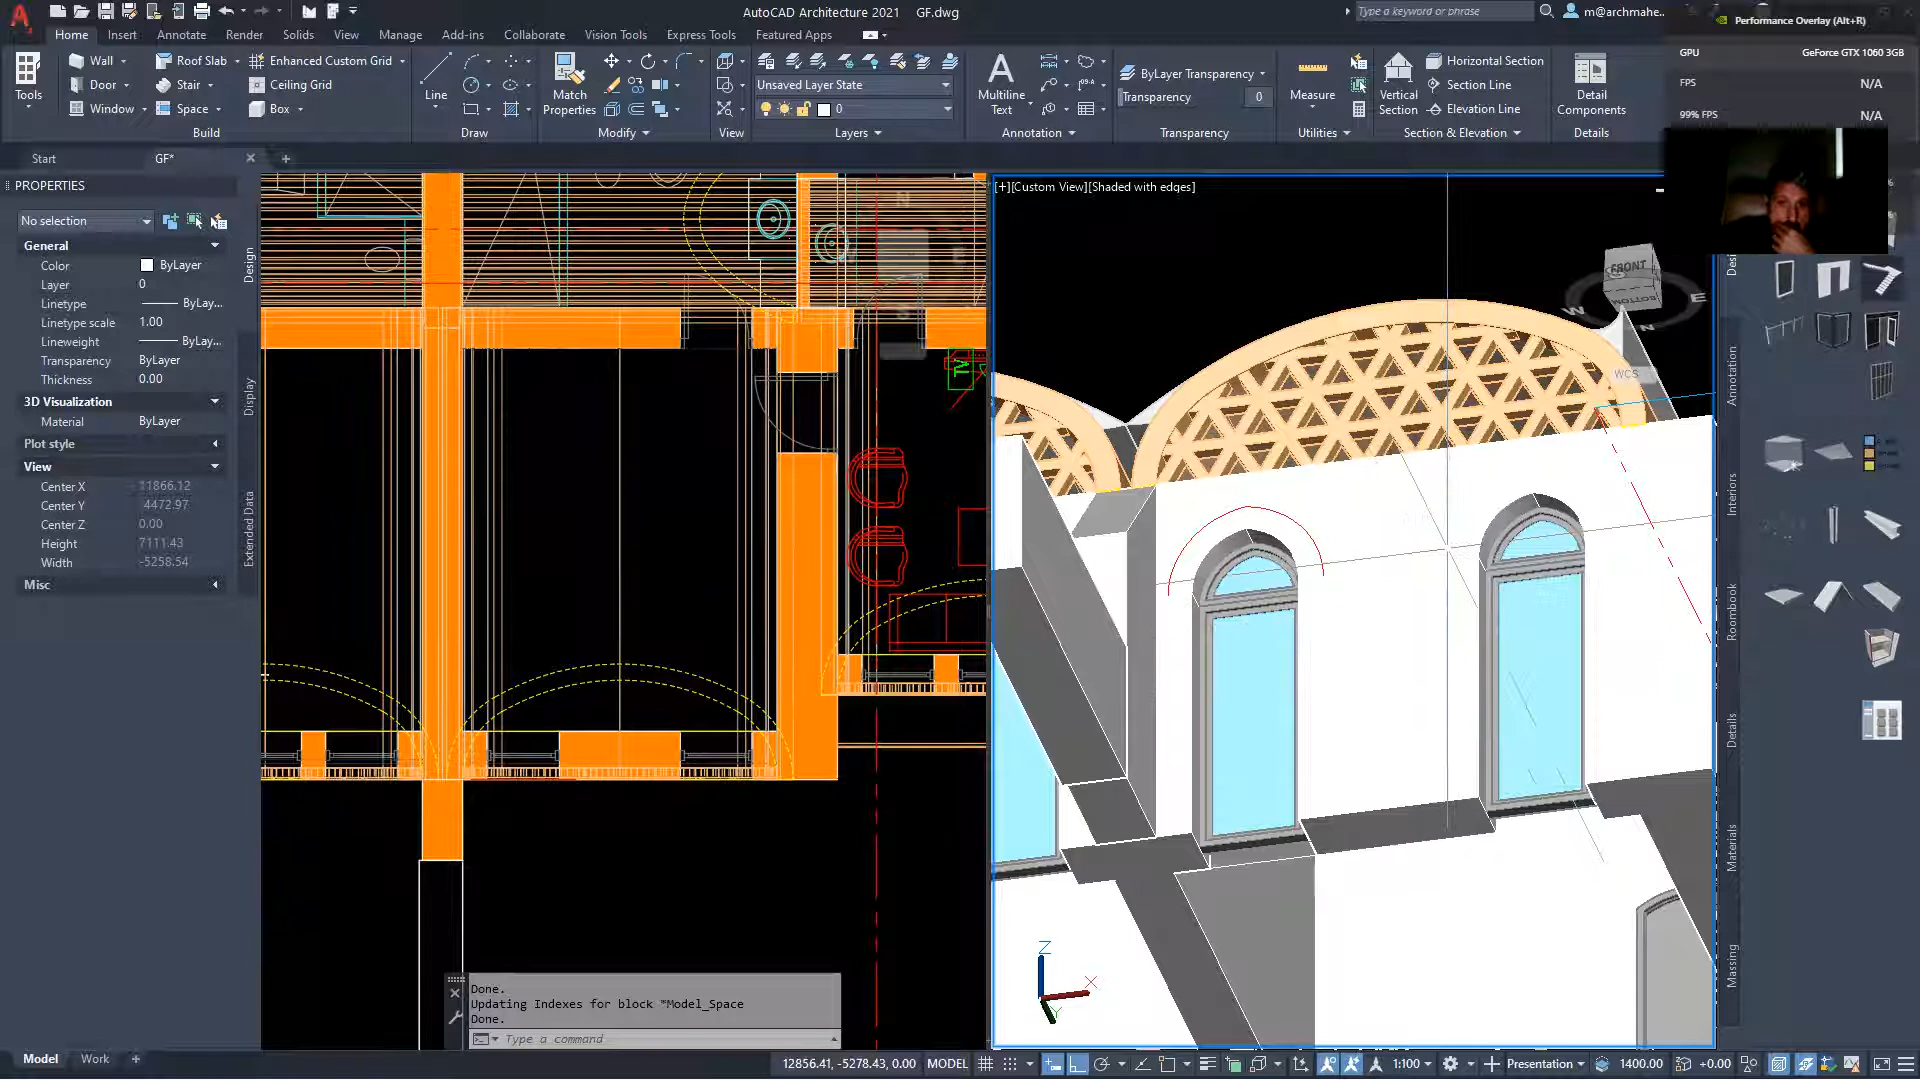 AutoCAD Architecture 2021 GF.dwg
Type a keyword or phrase
m@archmahe...
Performance Overlay (Alt+R)
GPU GeForce GTX 1060 3GB
FPS N/A
99% FPS N/A
Home Insert Annotate Render Solids View Manage Add-ins Collaborate Vision Tools Express Tools Featured Apps
Tools
Wall
Door
Window
Roof Slab
Stair
Space
Enhanced Custom Grid
Ceiling Grid
Box
Build
Line
Draw
Match
Properties
Modify
View
Unsaved Layer State
0
Layers
Multiline
Text
Annotation
ByLayer Transparency
Transparency 0
Transparency
Measure
Utilities
Vertical
Section
Horizontal Section
Section Line
Elevation Line
Section & Elevation
Detail
Components
Details
Start GF*
PROPERTIES
No selection
General
Color ByLayer
Layer 0
Linetype ByLay...
Linetype scale 1.00
Lineweight ByLay...
Transparency ByLayer
Thickness 0.00
3D Visualization
Material ByLayer
Plot style
View
Center X 11866.12
Center Y 4472.97
Center Z 0.00
Height 7111.43
Width -5258.54
Misc
Design
Display
Extended Data
[+][Custom View][Shaded with edges]
FRONT
BOTTOM
W
E
N
WCS
Z
X
Y
N
E
S
Annotation
Interiors
Roombook
Details
Materials
Massing
Done.
Updating Indexes for block *Model_Space
Done.
Type a command
Model Work
12856.41, -5278.43, 0.00 MODEL
1:100
Presentation
1400.00
+0.00